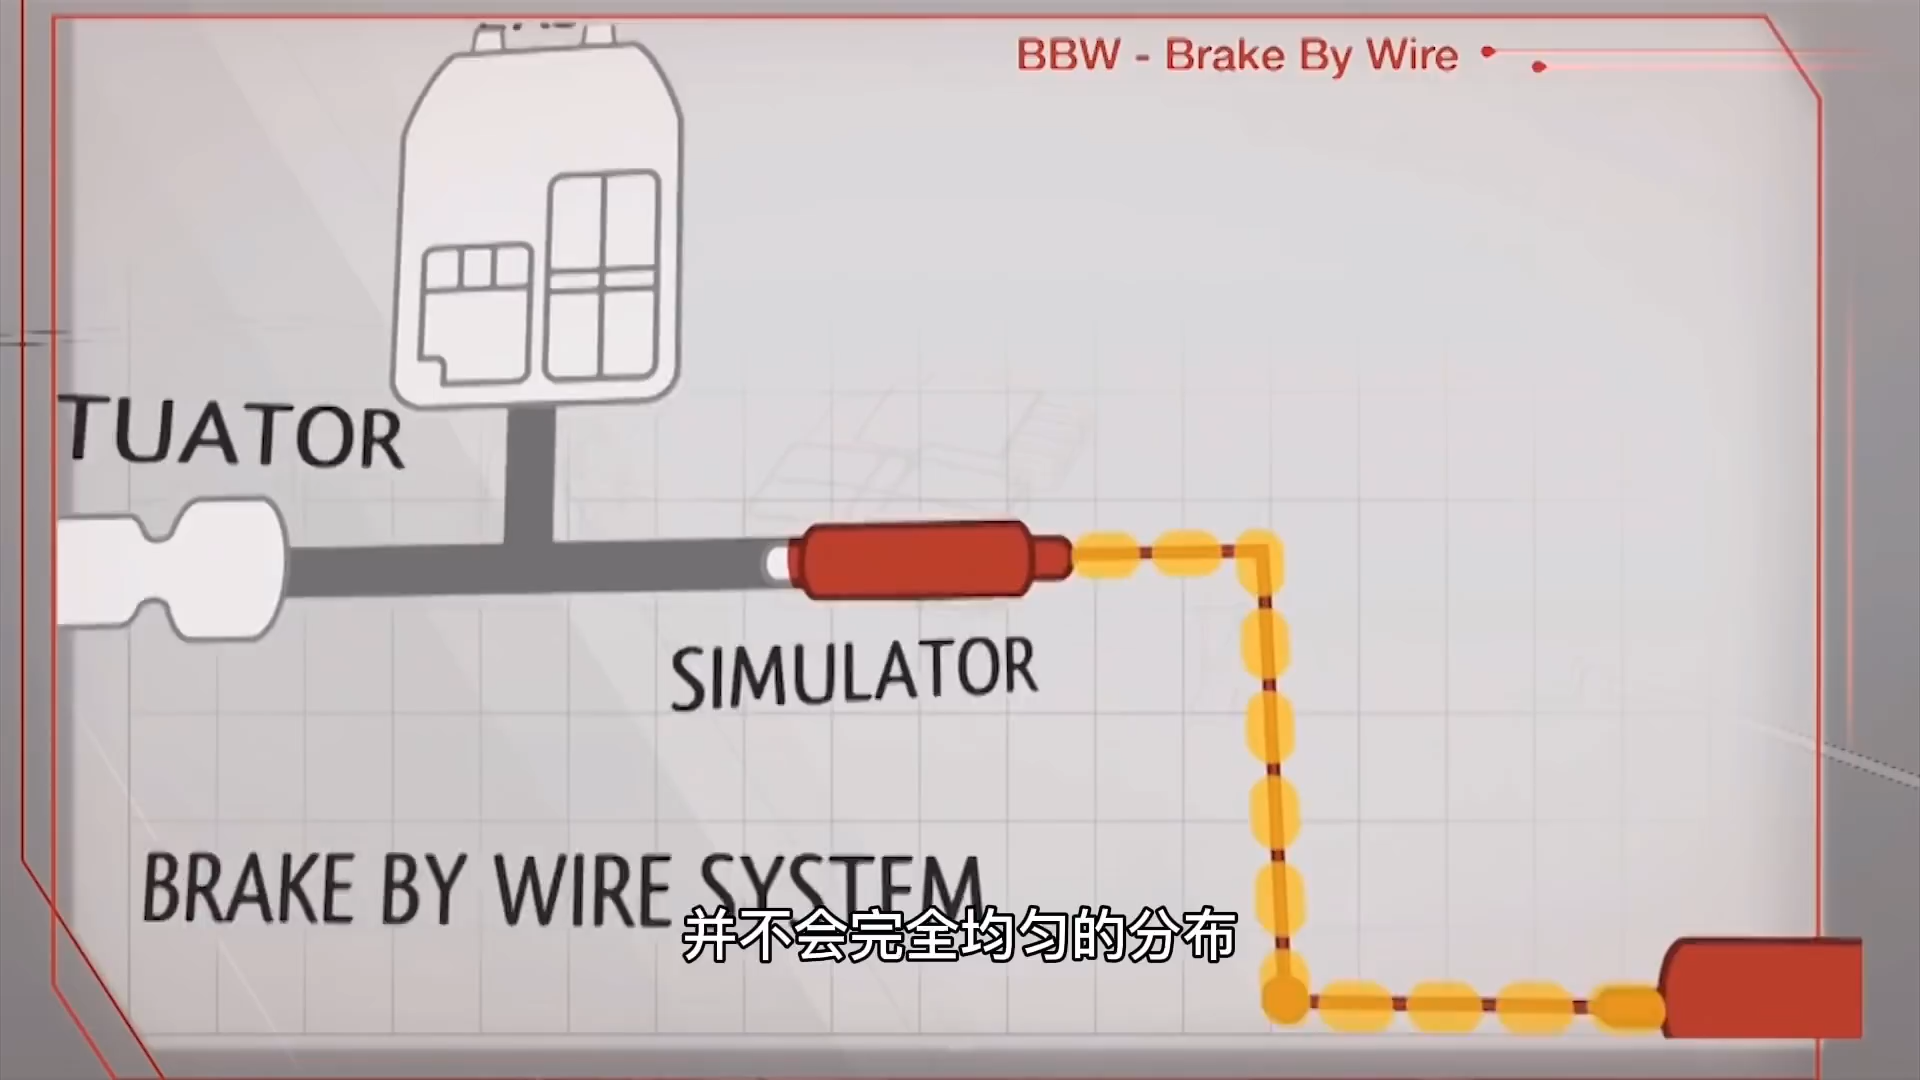 BBW - Brake By Wire
TUATOR
SIMULATOR
BRAKE BY WIRE SYSTEM
并不会完全均匀的分布